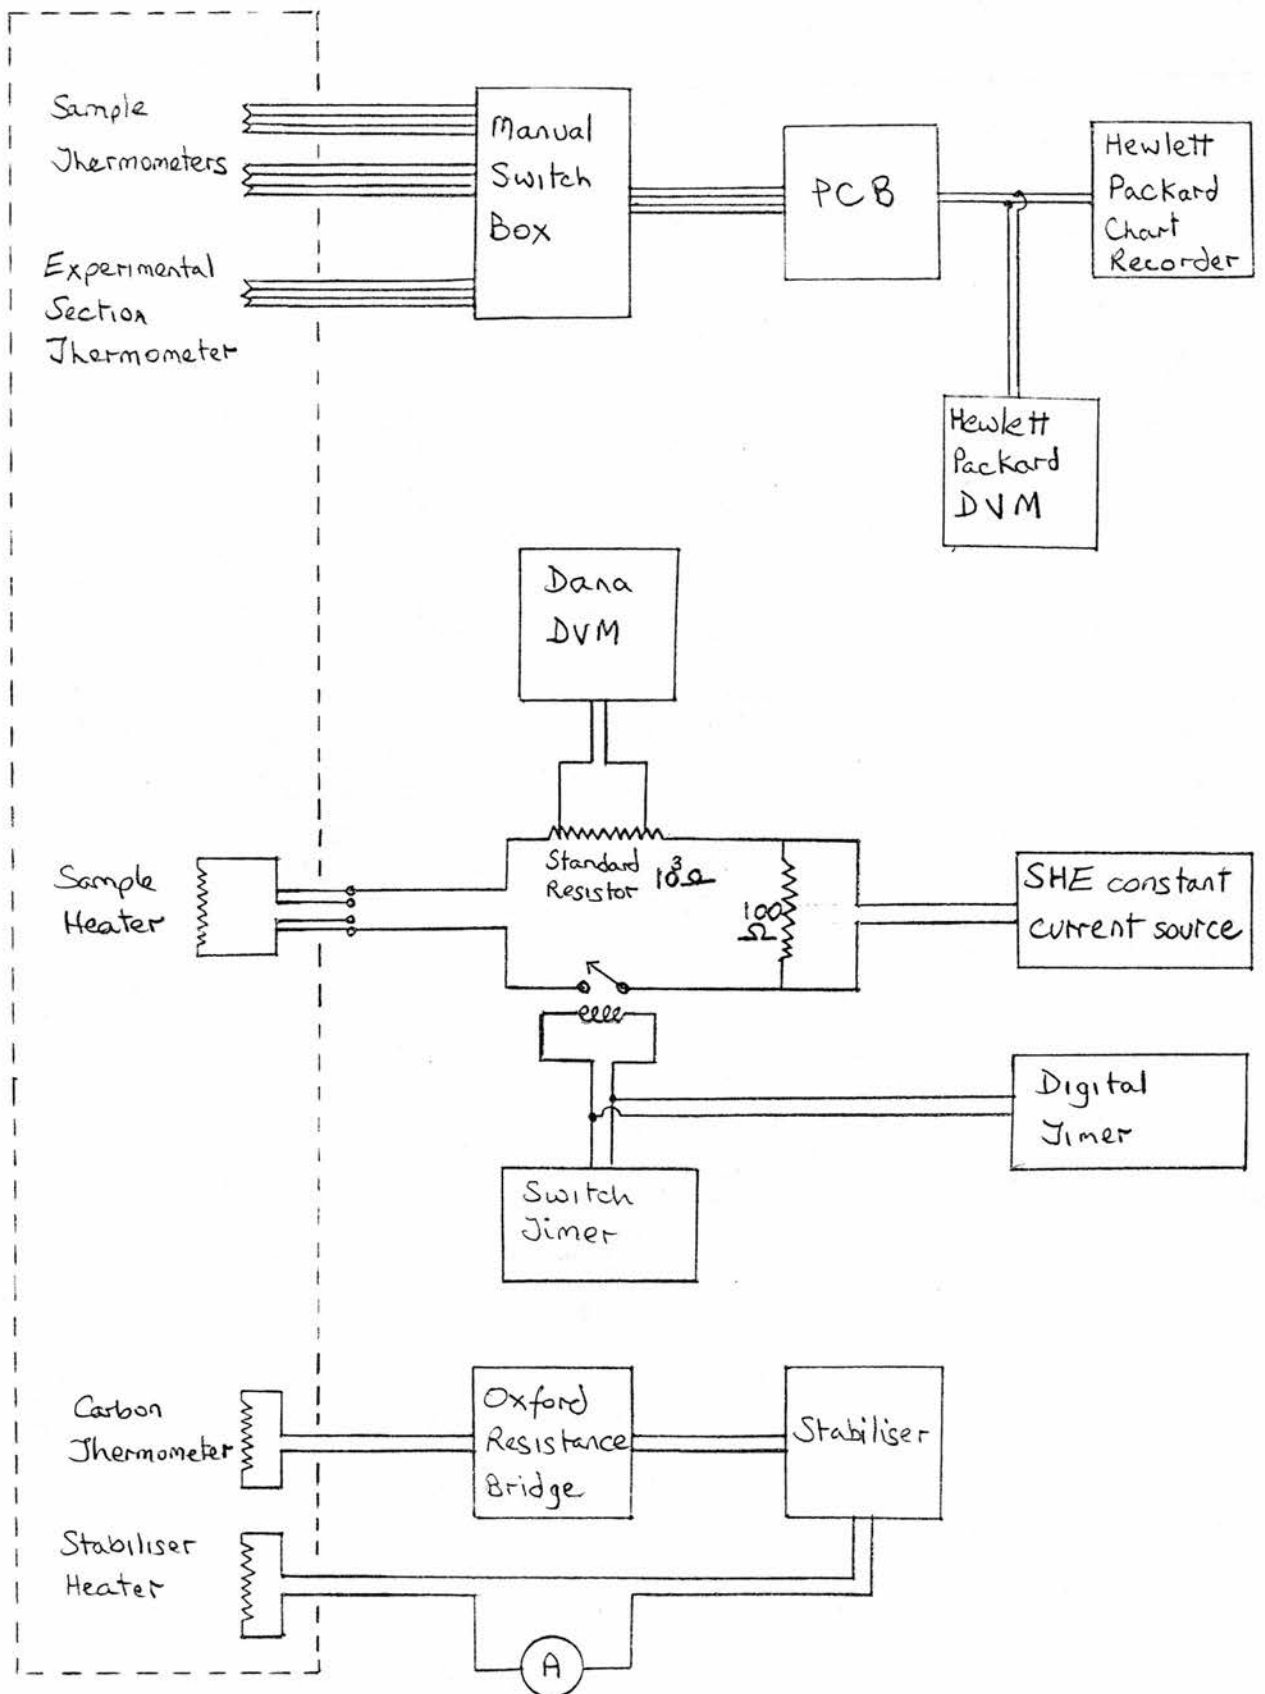 Sample
Thermometers
Experimental
Section
Thermometer
Manual
Switch
Box
PCB
Hewlett
Packard
Chart
Recorder
Hewlett
Packard
DVM
Dana
DVM
Standard
Resistor 10³Ω
100
Ω
Sample
Heater
SHE constant
current source
Digital
Timer
Switch
Timer
Carbon
Thermometer
Oxford
Resistance
Bridge
Stabiliser
Stabiliser
Heater
A